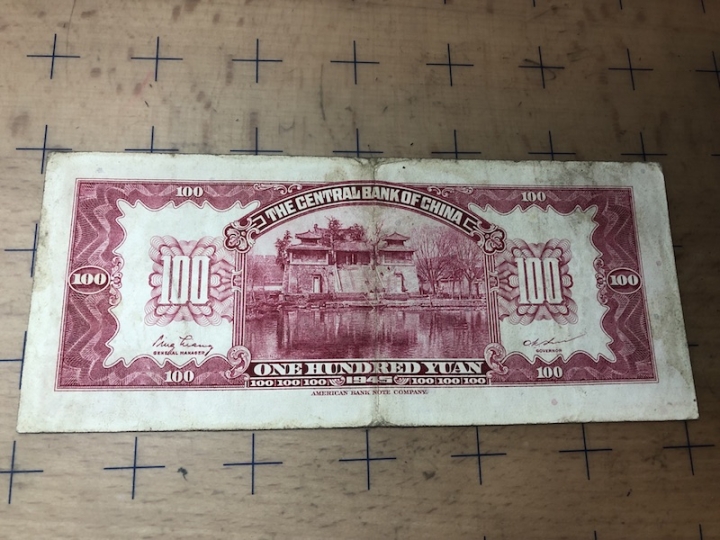 100 100
THE CENTRAL BANK OF CHINA
100 100
100 100
GENERAL MANAGER GOVERNOR
ONE HUNDRED YUAN
100 100
100 100 100 1945 100 100 100
AMERICAN BANK NOTE COMPANY.